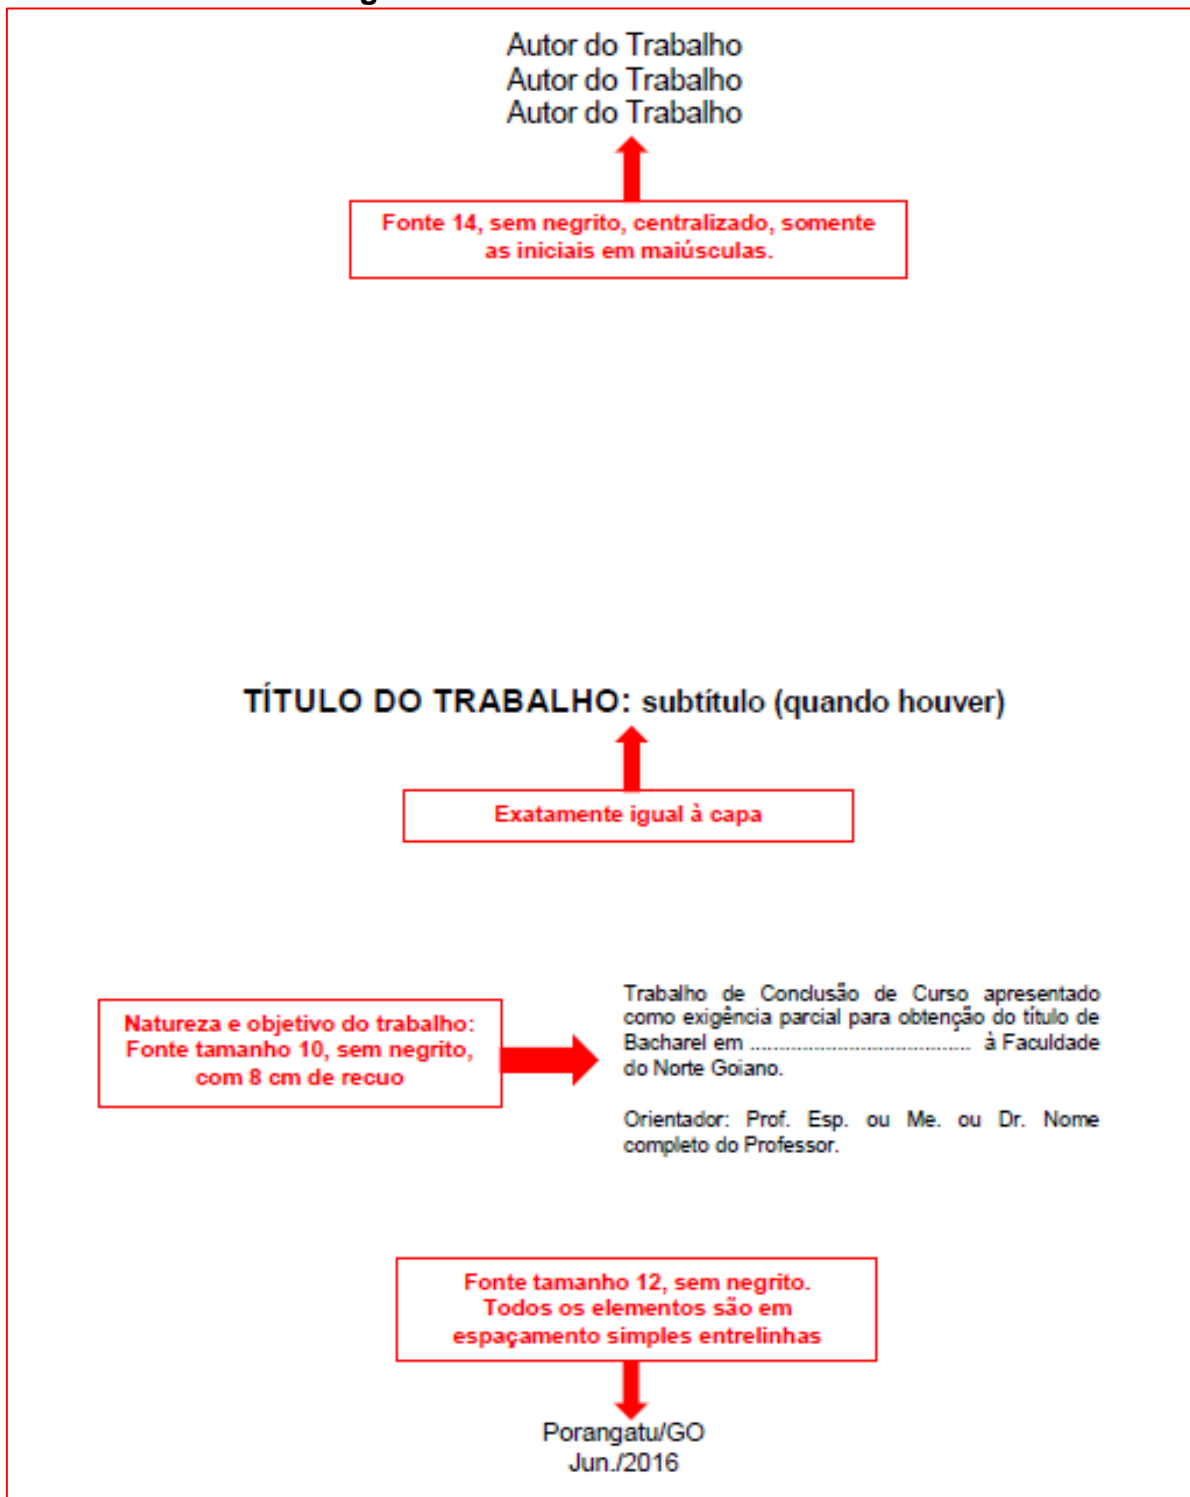 Autor do Trabalho
Autor do Trabalho
Autor do Trabalho
Fonte 14, sem negrito, centralizado, somente
as iniciais em maiúsculas.
TÍTULO DO TRABALHO: subtítulo (quando houver)
Exatamente igual à capa
Natureza e objetivo do trabalho:
Fonte tamanho 10, sem negrito,
com 8 cm de recuo
Trabalho de Conclusão de Curso apresentado
como exigência parcial para obtenção do título de
Bacharel em ........................................ à Faculdade
do Norte Goiano.
Orientador: Prof. Esp. ou Me. ou Dr. Nome
completo do Professor.
Fonte tamanho 12, sem negrito.
Todos os elementos são em
espaçamento simples entrelinhas
Porangatu/GO
Jun./2016